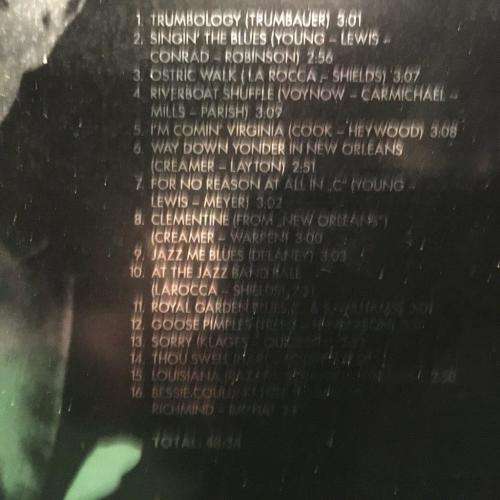 1. TRUMBOLOGY (TRUMBAUER) 3:01
2. SINGIN' THE BLUES (YOUNG – LEWIS –
CONRAD – ROBINSON) 2:56
3. OSTRIC WALK ( LA ROCCA – SHIELDS) 3:07
4. RIVERBOAT SHUFFLE (VOYNOW – CARMICHAEL –
MILLS – PARISH) 3:09
5. I'M COMIN' VIRGINIA (COOK – HEYWOOD) 3:08
6. WAY DOWN YONDER IN NEW ORLEANS
(CREAMER – LAYTON) 2:51
7. FOR NO REASON AT ALL IN „C" (YOUNG –
LEWIS – MEYER) 3:02
8. CLEMENTINE (FROM „NEW ORLEANS")
(CREAMER – WARREN) 3:00
9. JAZZ ME BLUES (DELANEY) 3:03
10. AT THE JAZZ BAND BALL
(LAROCCA – SHIELDS)
11. ROYAL GARDEN BLUES
12. GOOSE PIMPLES
13. SORRY (KLAGES –
14. THOU SWELL
15. LOUISIANA
16. BESSIE COULDN'T
RICHMIND –
TOTAL: